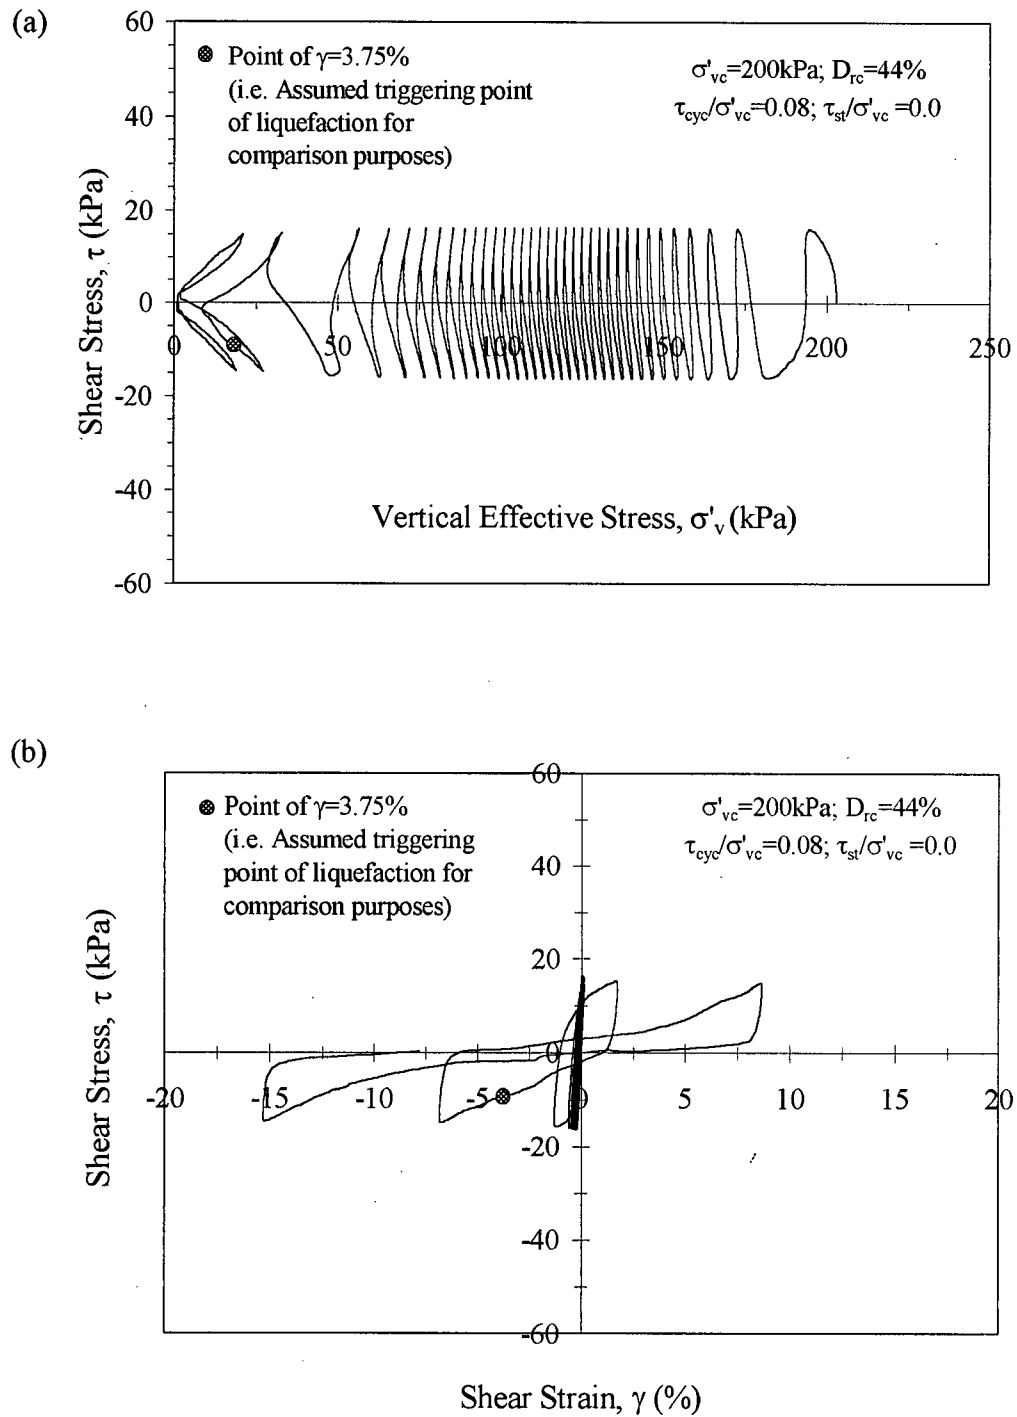 (a)
60
40
20
0
-20
-40
-60
Shear Stress, τ (kPa)
Point of γ=3.75%
(i.e. Assumed triggering point
of liquefaction for
comparison purposes)
σ'vc=200kPa; Drc=44%
τcyc/σ'vc=0.08; τst/σ'vc =0.0
0 50 100 150 200 250
Vertical Effective Stress, σ'v (kPa)
(b)
60
40
20
0
-20
-40
-60
Shear Stress, τ (kPa)
Point of γ=3.75%
(i.e. Assumed triggering
point of liquefaction for
comparison purposes)
σ'vc=200kPa; Drc=44%
τcyc/σ'vc=0.08; τst/σ'vc =0.0
-20 -15 -10 -5 0 5 10 15 20
Shear Strain, γ (%)